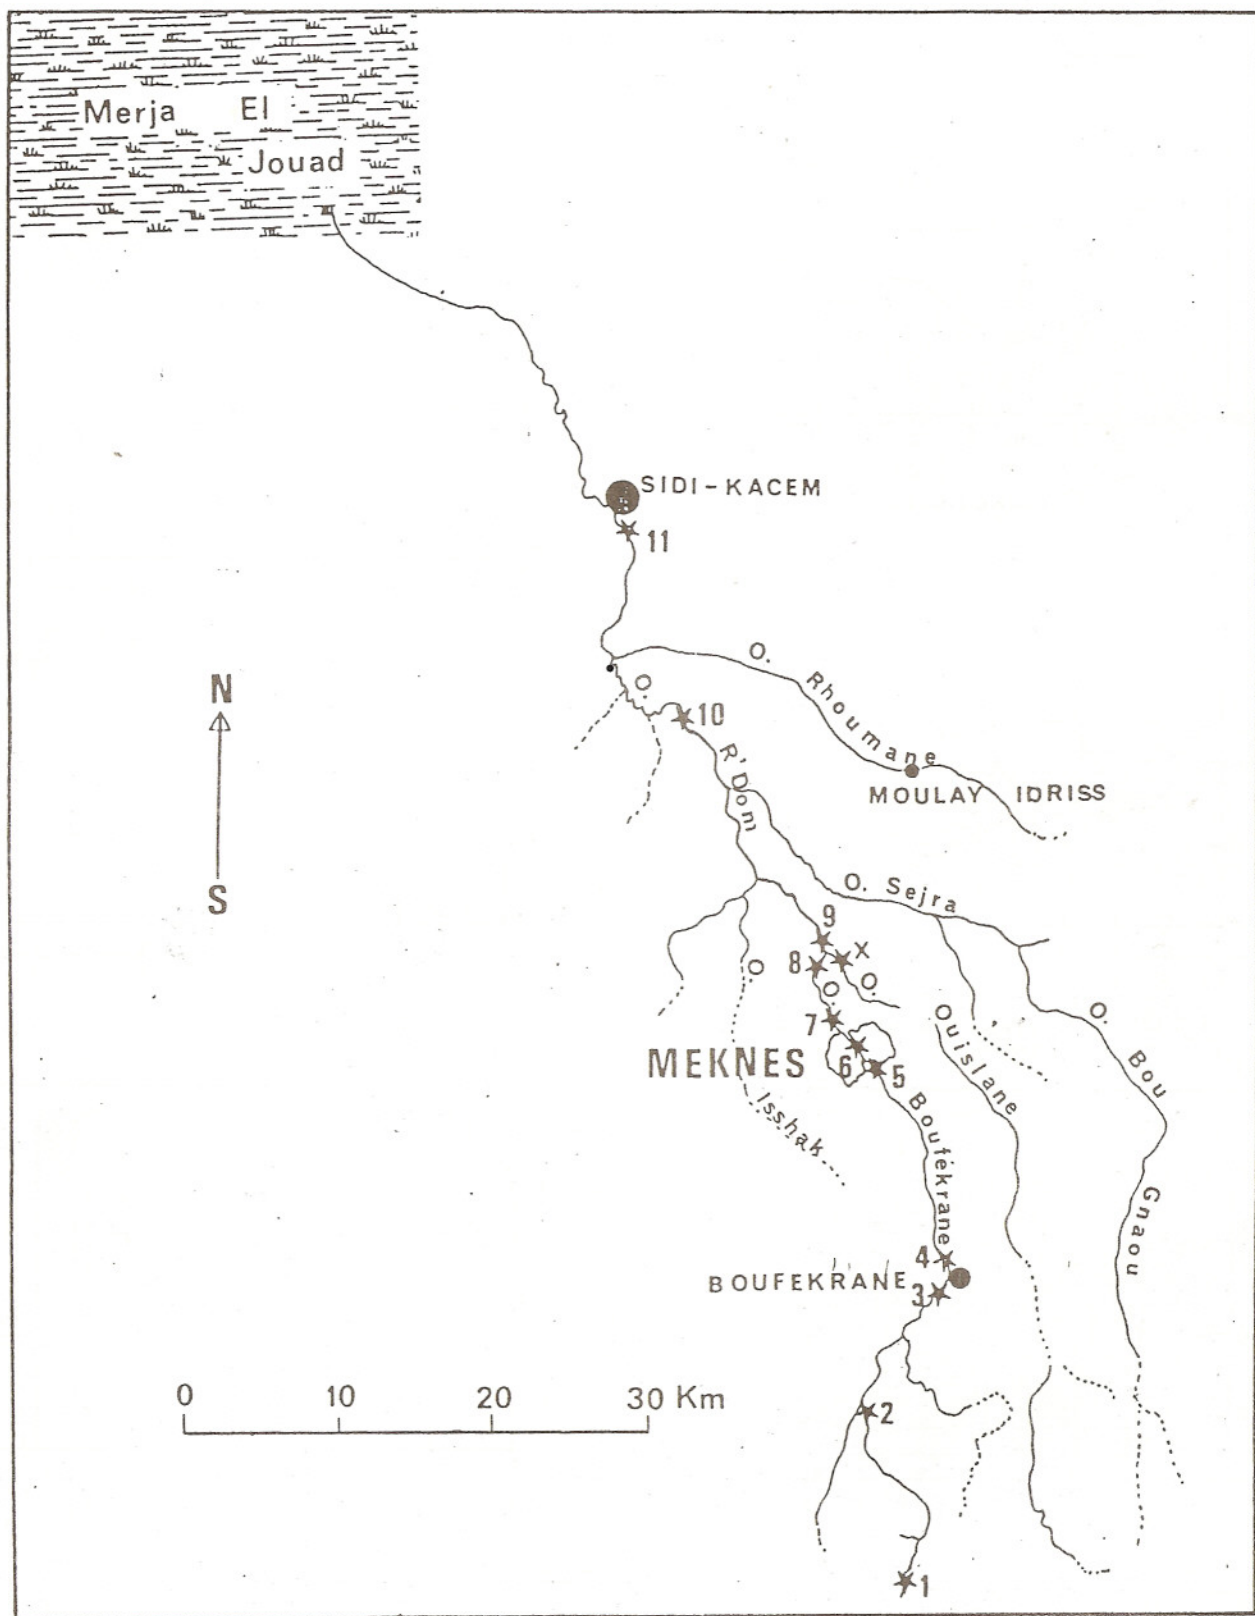 Merja El
Jouad
SIDI-KACEM
11
O. Rhoumane
N
O.
10
R'Dom
MOULAY IDRISS
S
O. Sejra
9
X
8
O.
O.
O.
7
Ouislane
O. Bou Gnaou
MEKNES
6
5
Isshak
Boufekrane
4
BOUFEKRANE
3
0 10 20 30 Km
2
1